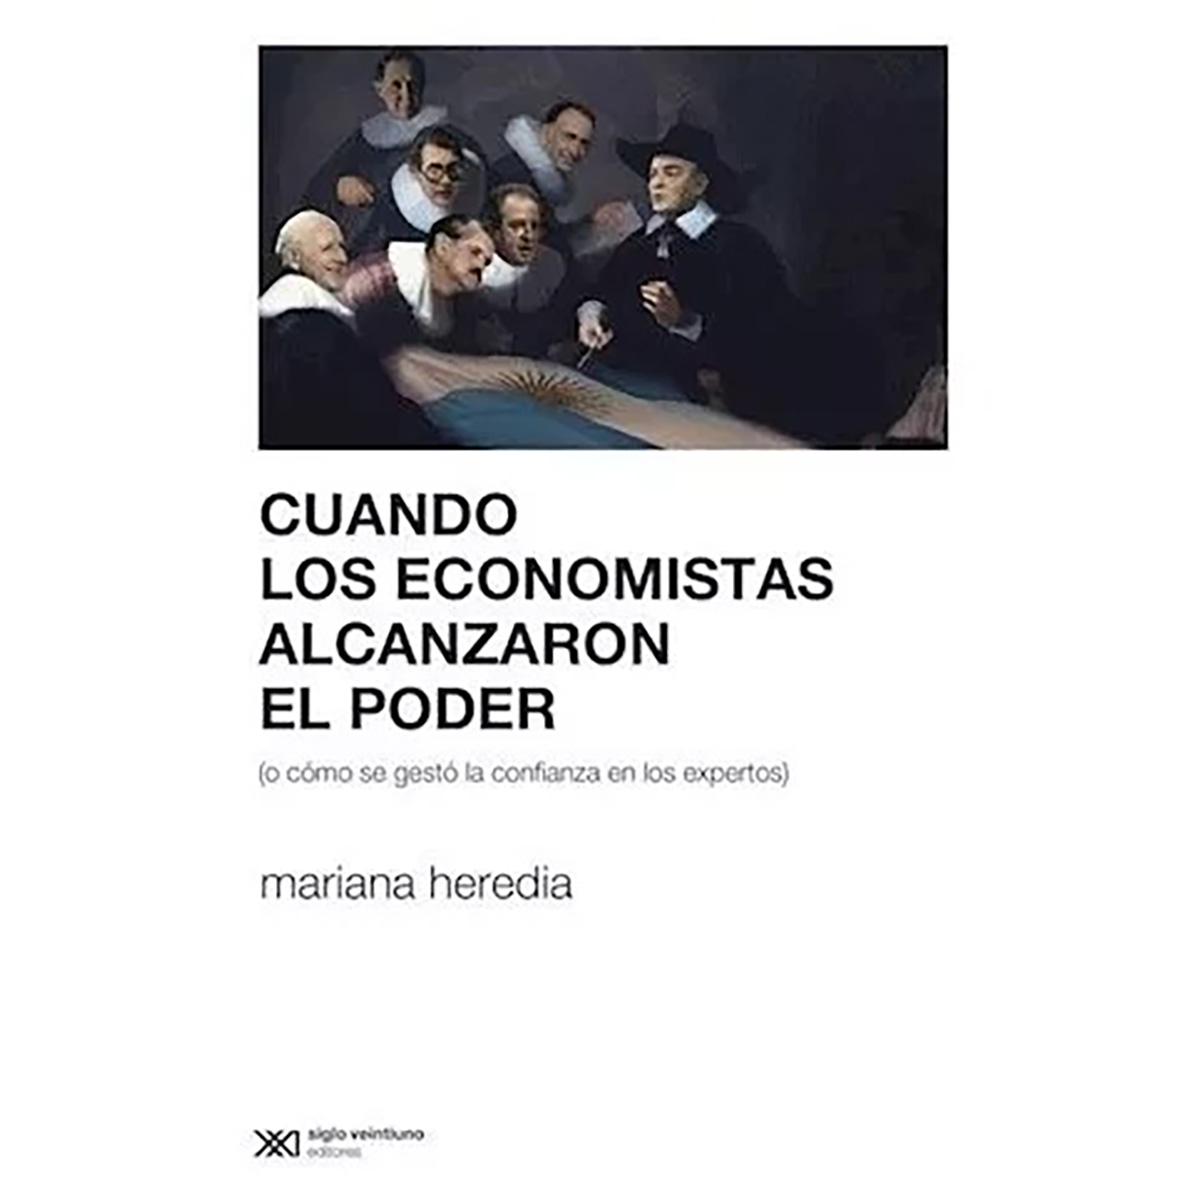 CUANDO
LOS ECONOMISTAS
ALCANZARON
EL PODER
(o cómo se gestó la confianza en los expertos)
mariana heredia
siglo veintiuno
editores